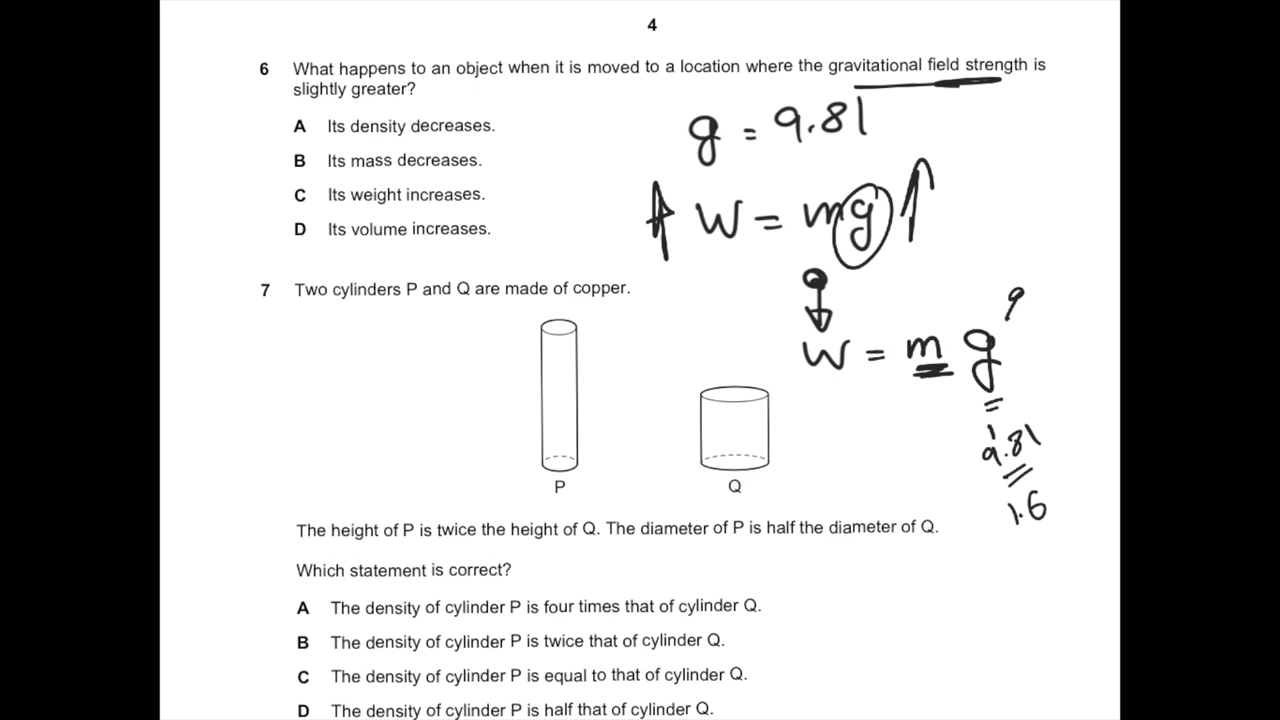 4
6 What happens to an object when it is moved to a location where the gravitational field strength is
slightly greater?
A Its density decreases.
B Its mass decreases.
C Its weight increases.
D Its volume increases.
g = 9.81
W = mg
7 Two cylinders P and Q are made of copper.
W = m g
9.81
1.6
P
Q
The height of P is twice the height of Q. The diameter of P is half the diameter of Q.
Which statement is correct?
A The density of cylinder P is four times that of cylinder Q.
B The density of cylinder P is twice that of cylinder Q.
C The density of cylinder P is equal to that of cylinder Q.
D The density of cylinder P is half that of cylinder Q.